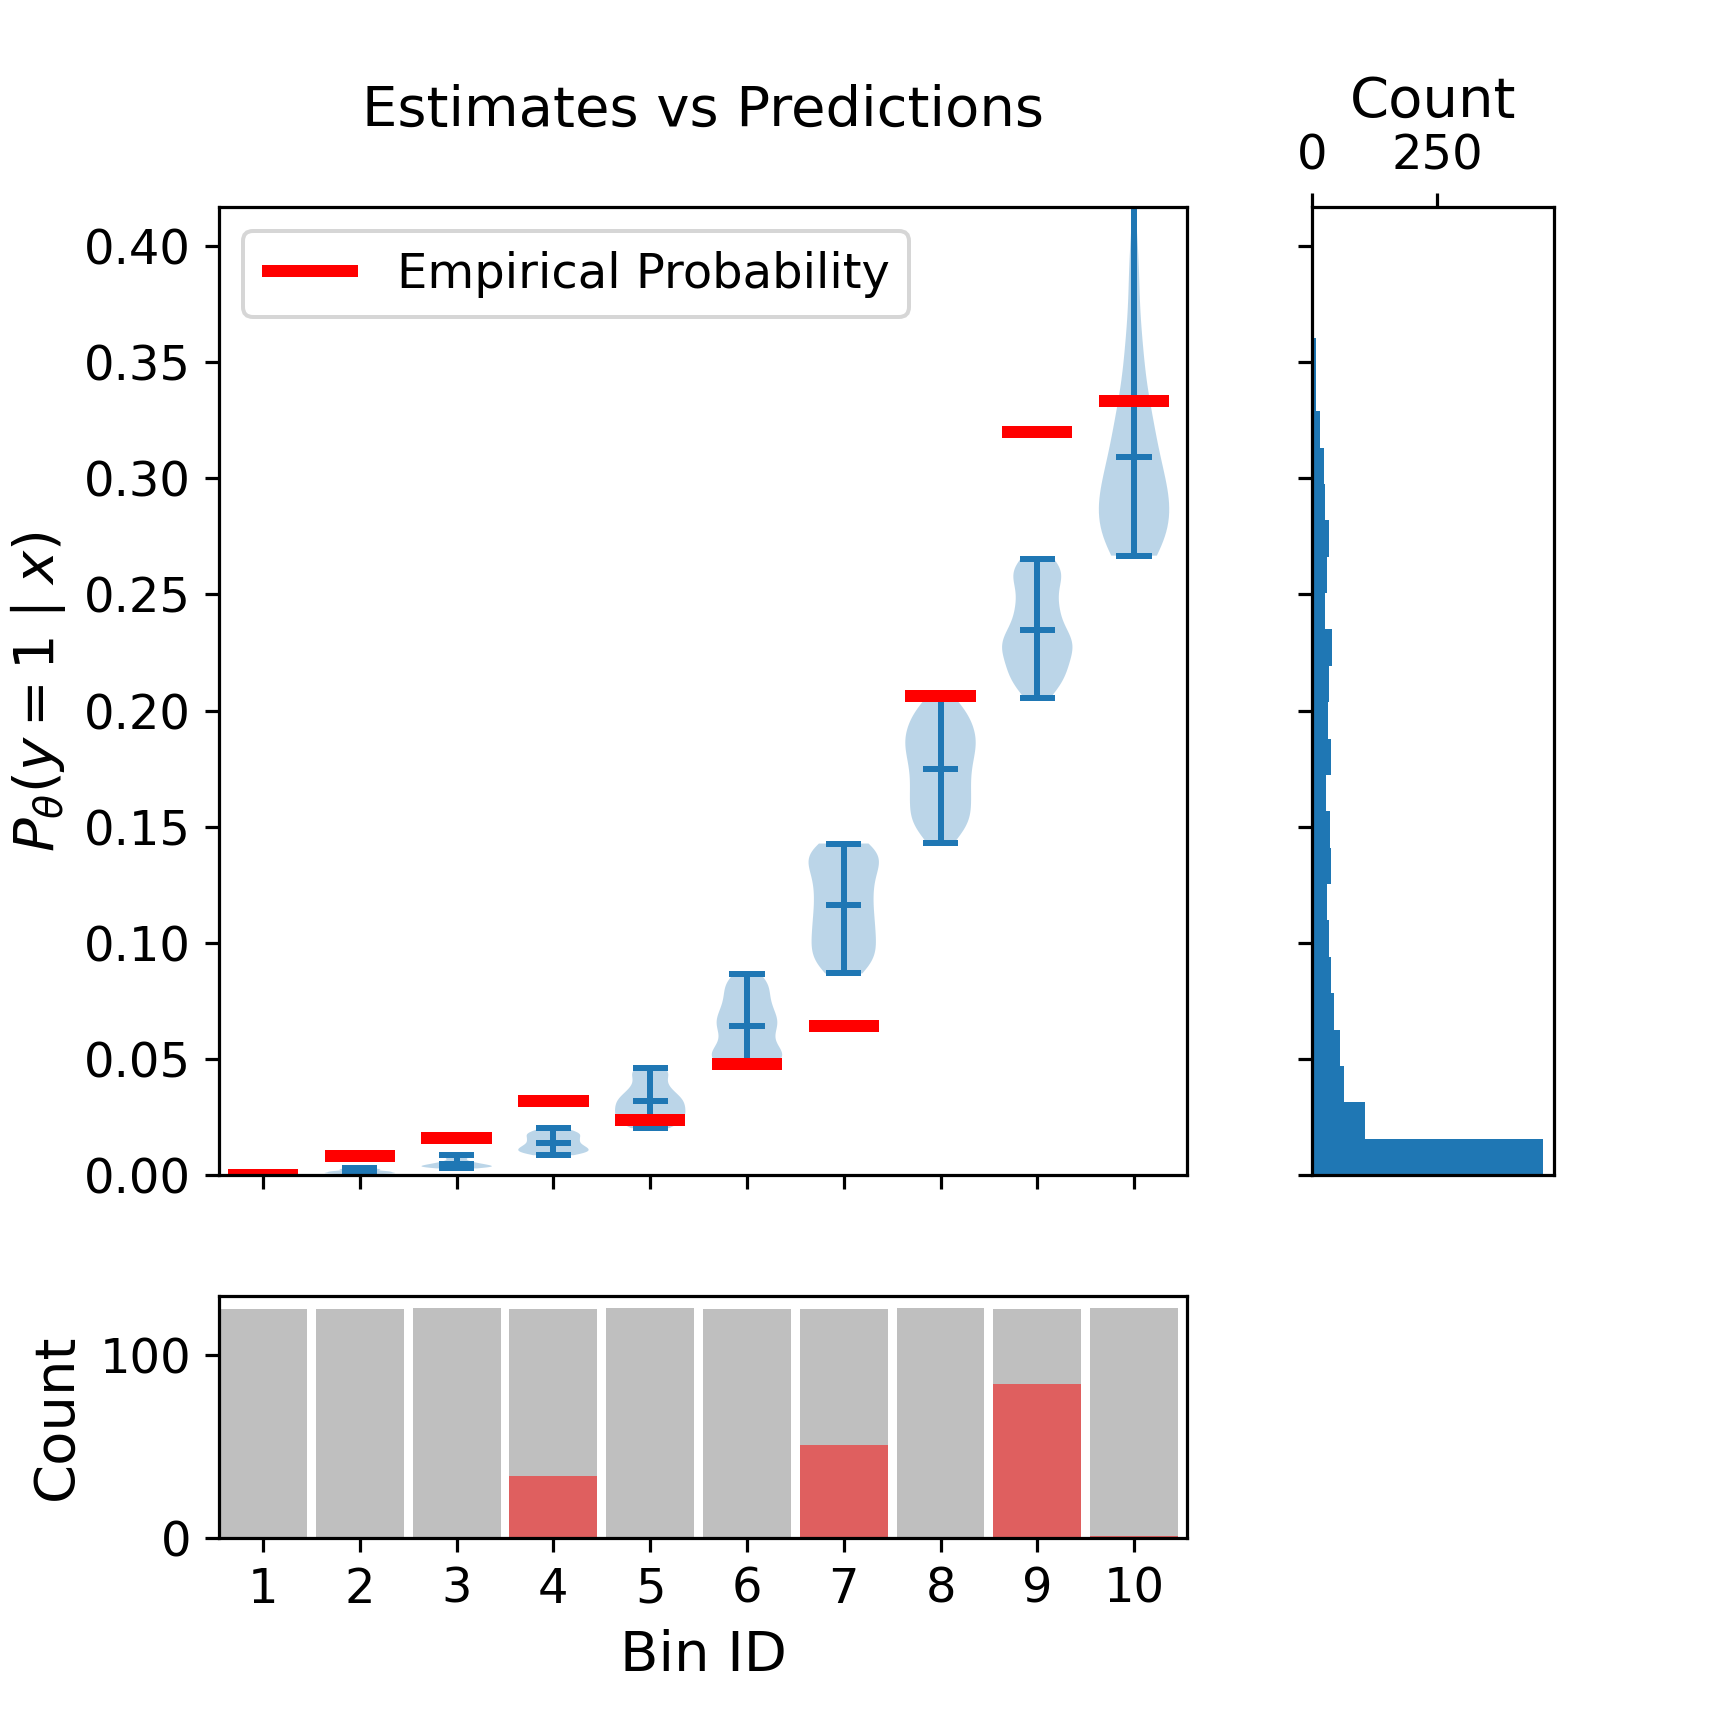 Estimates vs Predictions
Count
0 250
Empirical Probability
0.40
0.35
0.30
0.25
0.20
0.15
0.10
0.05
0.00
P_θ(y = 1 | x)
Count
100
0
1 2 3 4 5 6 7 8 9 10
Bin ID